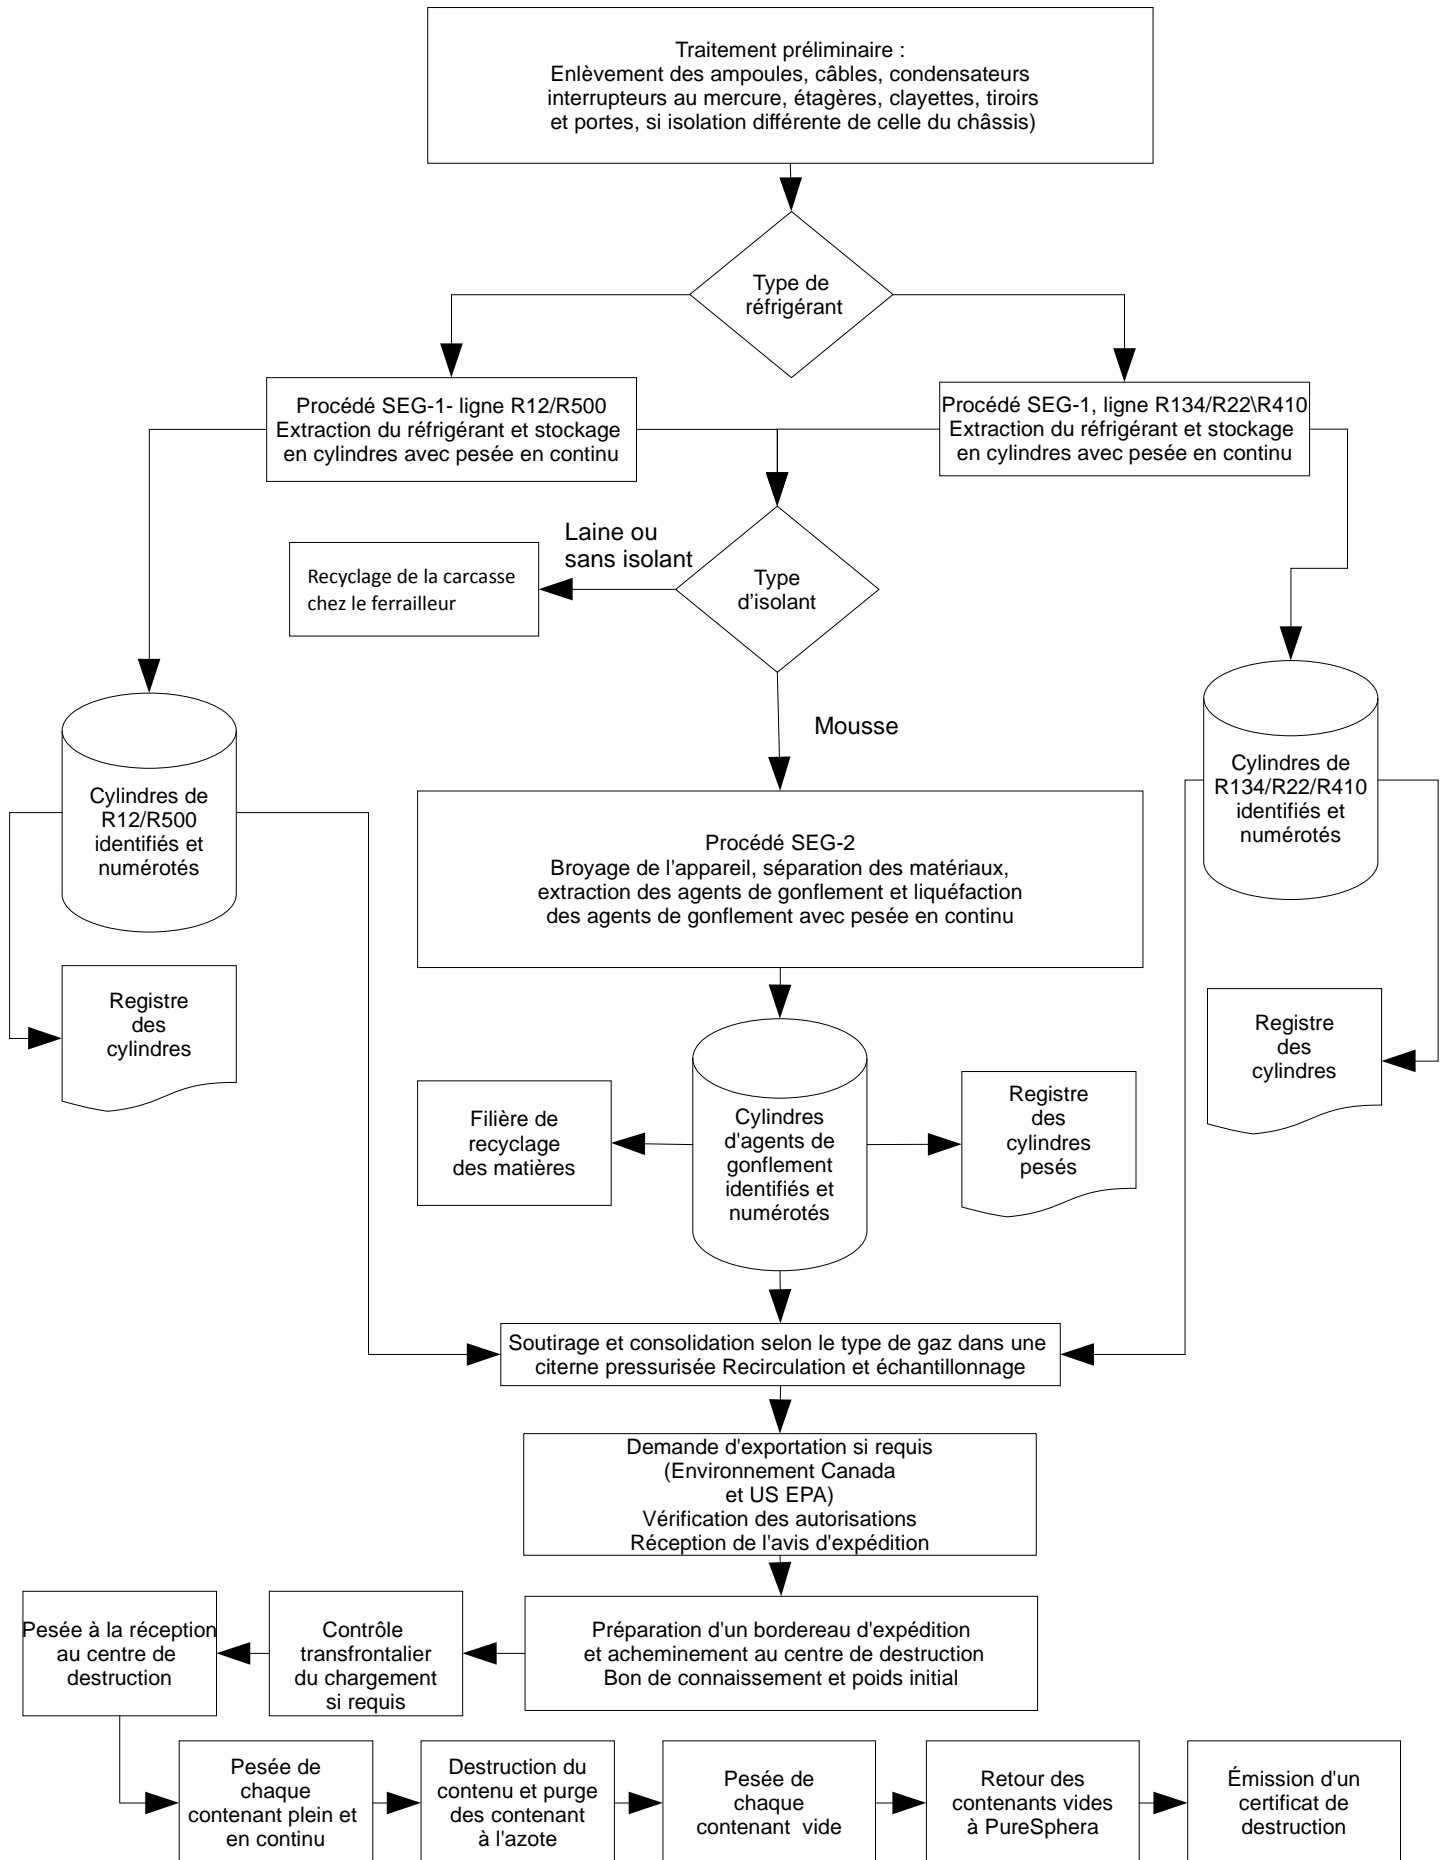 Traitement préliminaire :
Enlèvement des ampoules, câbles, condensateurs
interrupteurs au mercure, étagères, clayettes, tiroirs
et portes, si isolation différente de celle du châssis)
Type de
réfrigérant
Procédé SEG-1- ligne R12/R500
Extraction du réfrigérant et stockage
en cylindres avec pesée en continu
Procédé SEG-1, ligne R134/R22\R410
Extraction du réfrigérant et stockage
en cylindres avec pesée en continu
Laine ou
sans isolant
Recyclage de la carcasse
chez le ferrailleur
Type
d'isolant
Mousse
Cylindres de
R12/R500
identifiés et
numérotés
Cylindres de
R134/R22/R410
identifiés et
numérotés
Procédé SEG-2
Broyage de l'appareil, séparation des matériaux,
extraction des agents de gonflement et liquéfaction
des agents de gonflement avec pesée en continu
Registre
des
cylindres
Registre
des
cylindres
Filière de
recyclage
des matières
Cylindres
d'agents de
gonflement
identifiés et
numérotés
Registre
des
cylindres
pesés
Soutirage et consolidation selon le type de gaz dans une
citerne pressurisée Recirculation et échantillonnage
Demande d'exportation si requis
(Environnement Canada
et US EPA)
Vérification des autorisations
Réception de l'avis d'expédition
Pesée à la réception
au centre de
destruction
Contrôle
transfrontalier
du chargement
si requis
Préparation d'un bordereau d'expédition
et acheminement au centre de destruction
Bon de connaissement et poids initial
Pesée de
chaque
contenant plein et
en continu
Destruction du
contenu et purge
des contenant
à l'azote
Pesée de
chaque
contenant vide
Retour des
contenants vides
à PureSphera
Émission d'un
certificat de
destruction